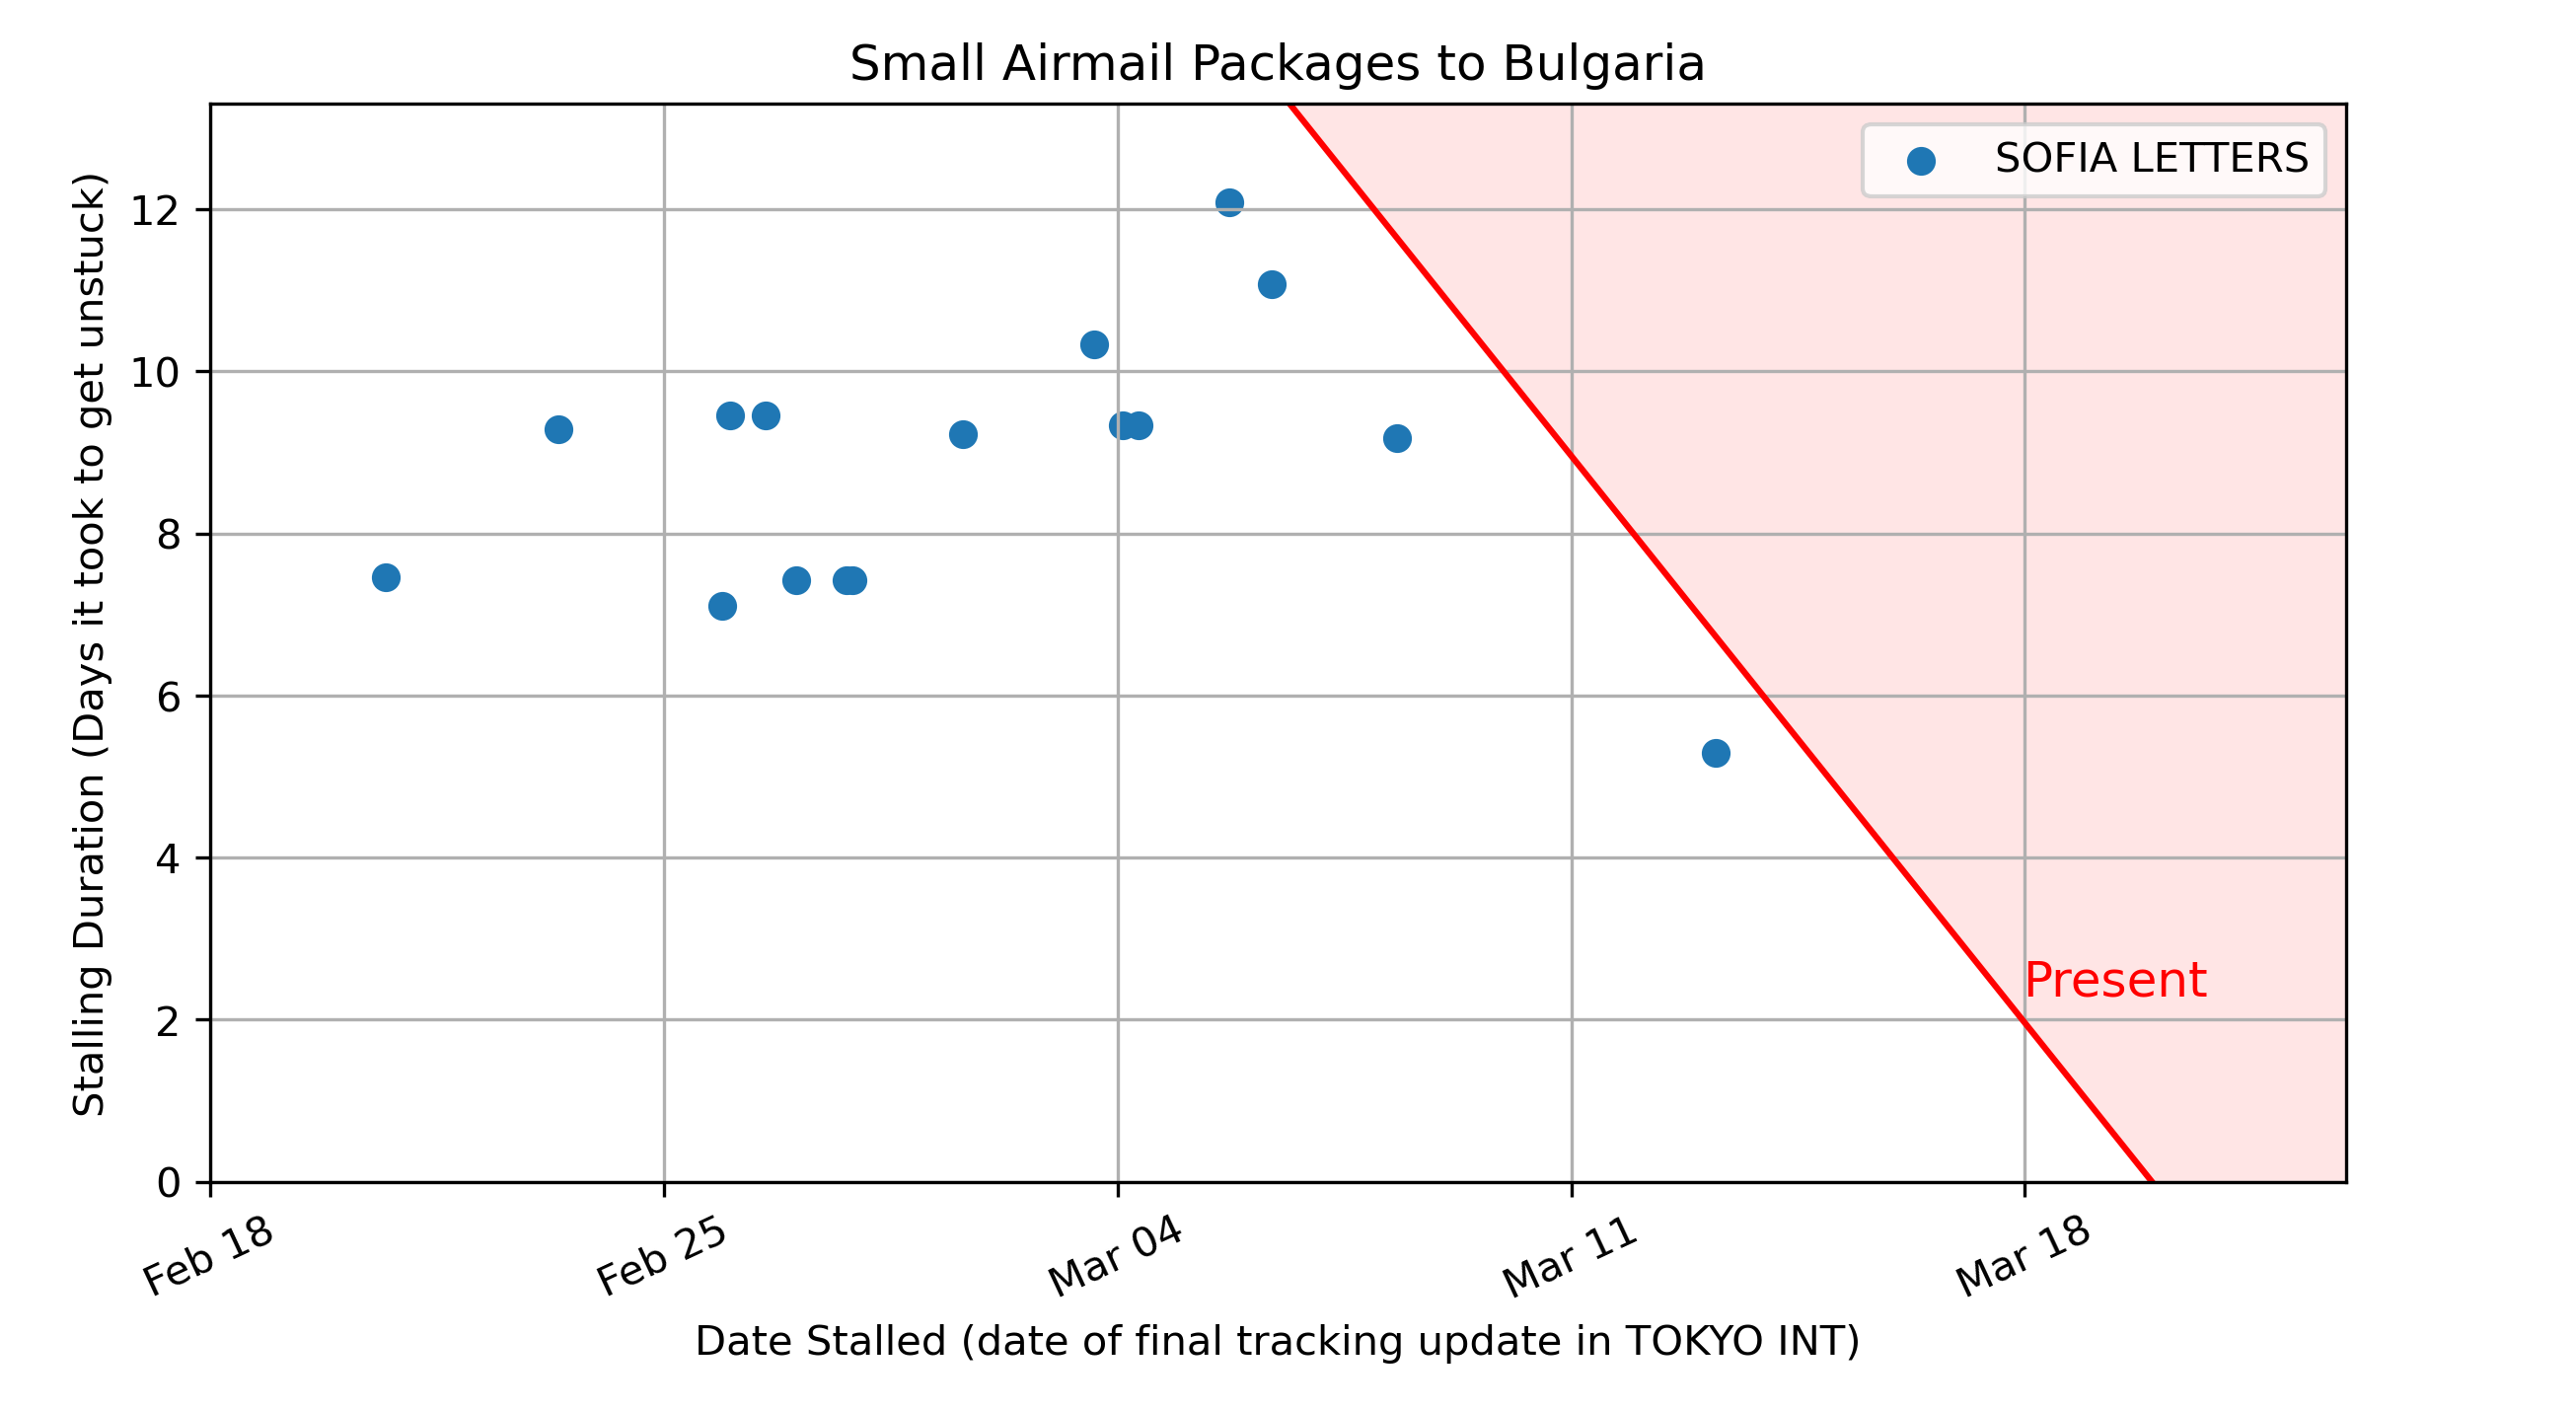 Small Airmail Packages to Bulgaria
SOFIA LETTERS
Stalling Duration (Days it took to get unstuck)
12
10
8
6
4
2
0
Present
Feb 18
Feb 25
Mar 04
Mar 11
Mar 18
Date Stalled (date of final tracking update in TOKYO INT)